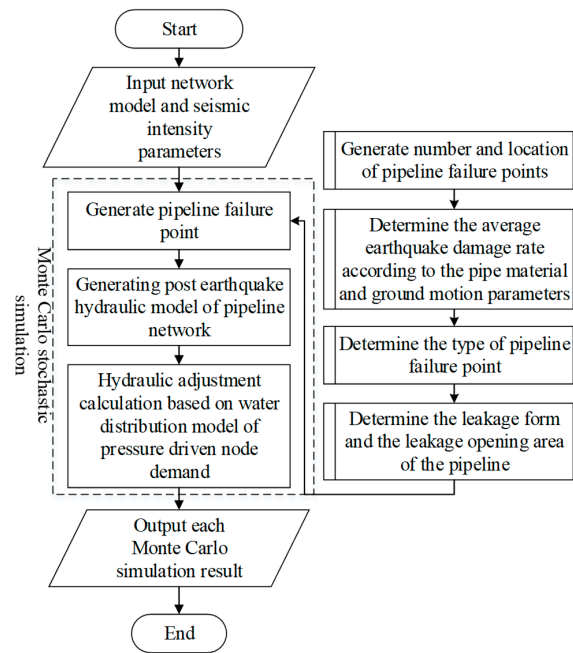 Start
Input network
model and seismic
intensity
parameters
Monte Carlo stochastic
simulation
Generate pipeline failure
point
Generating post earthquake
hydraulic model of pipeline
network
Hydraulic adjustment
calculation based on water
distribution model of
pressure driven node
demand
Output each
Monte Carlo
simulation result
End
Generate number and location
of pipeline failure points
Determine the average
earthquake damage rate
according to the pipe material
and ground motion parameters
Determine the type of pipeline
failure point
Determine the leakage form
and the leakage opening area
of the pipeline